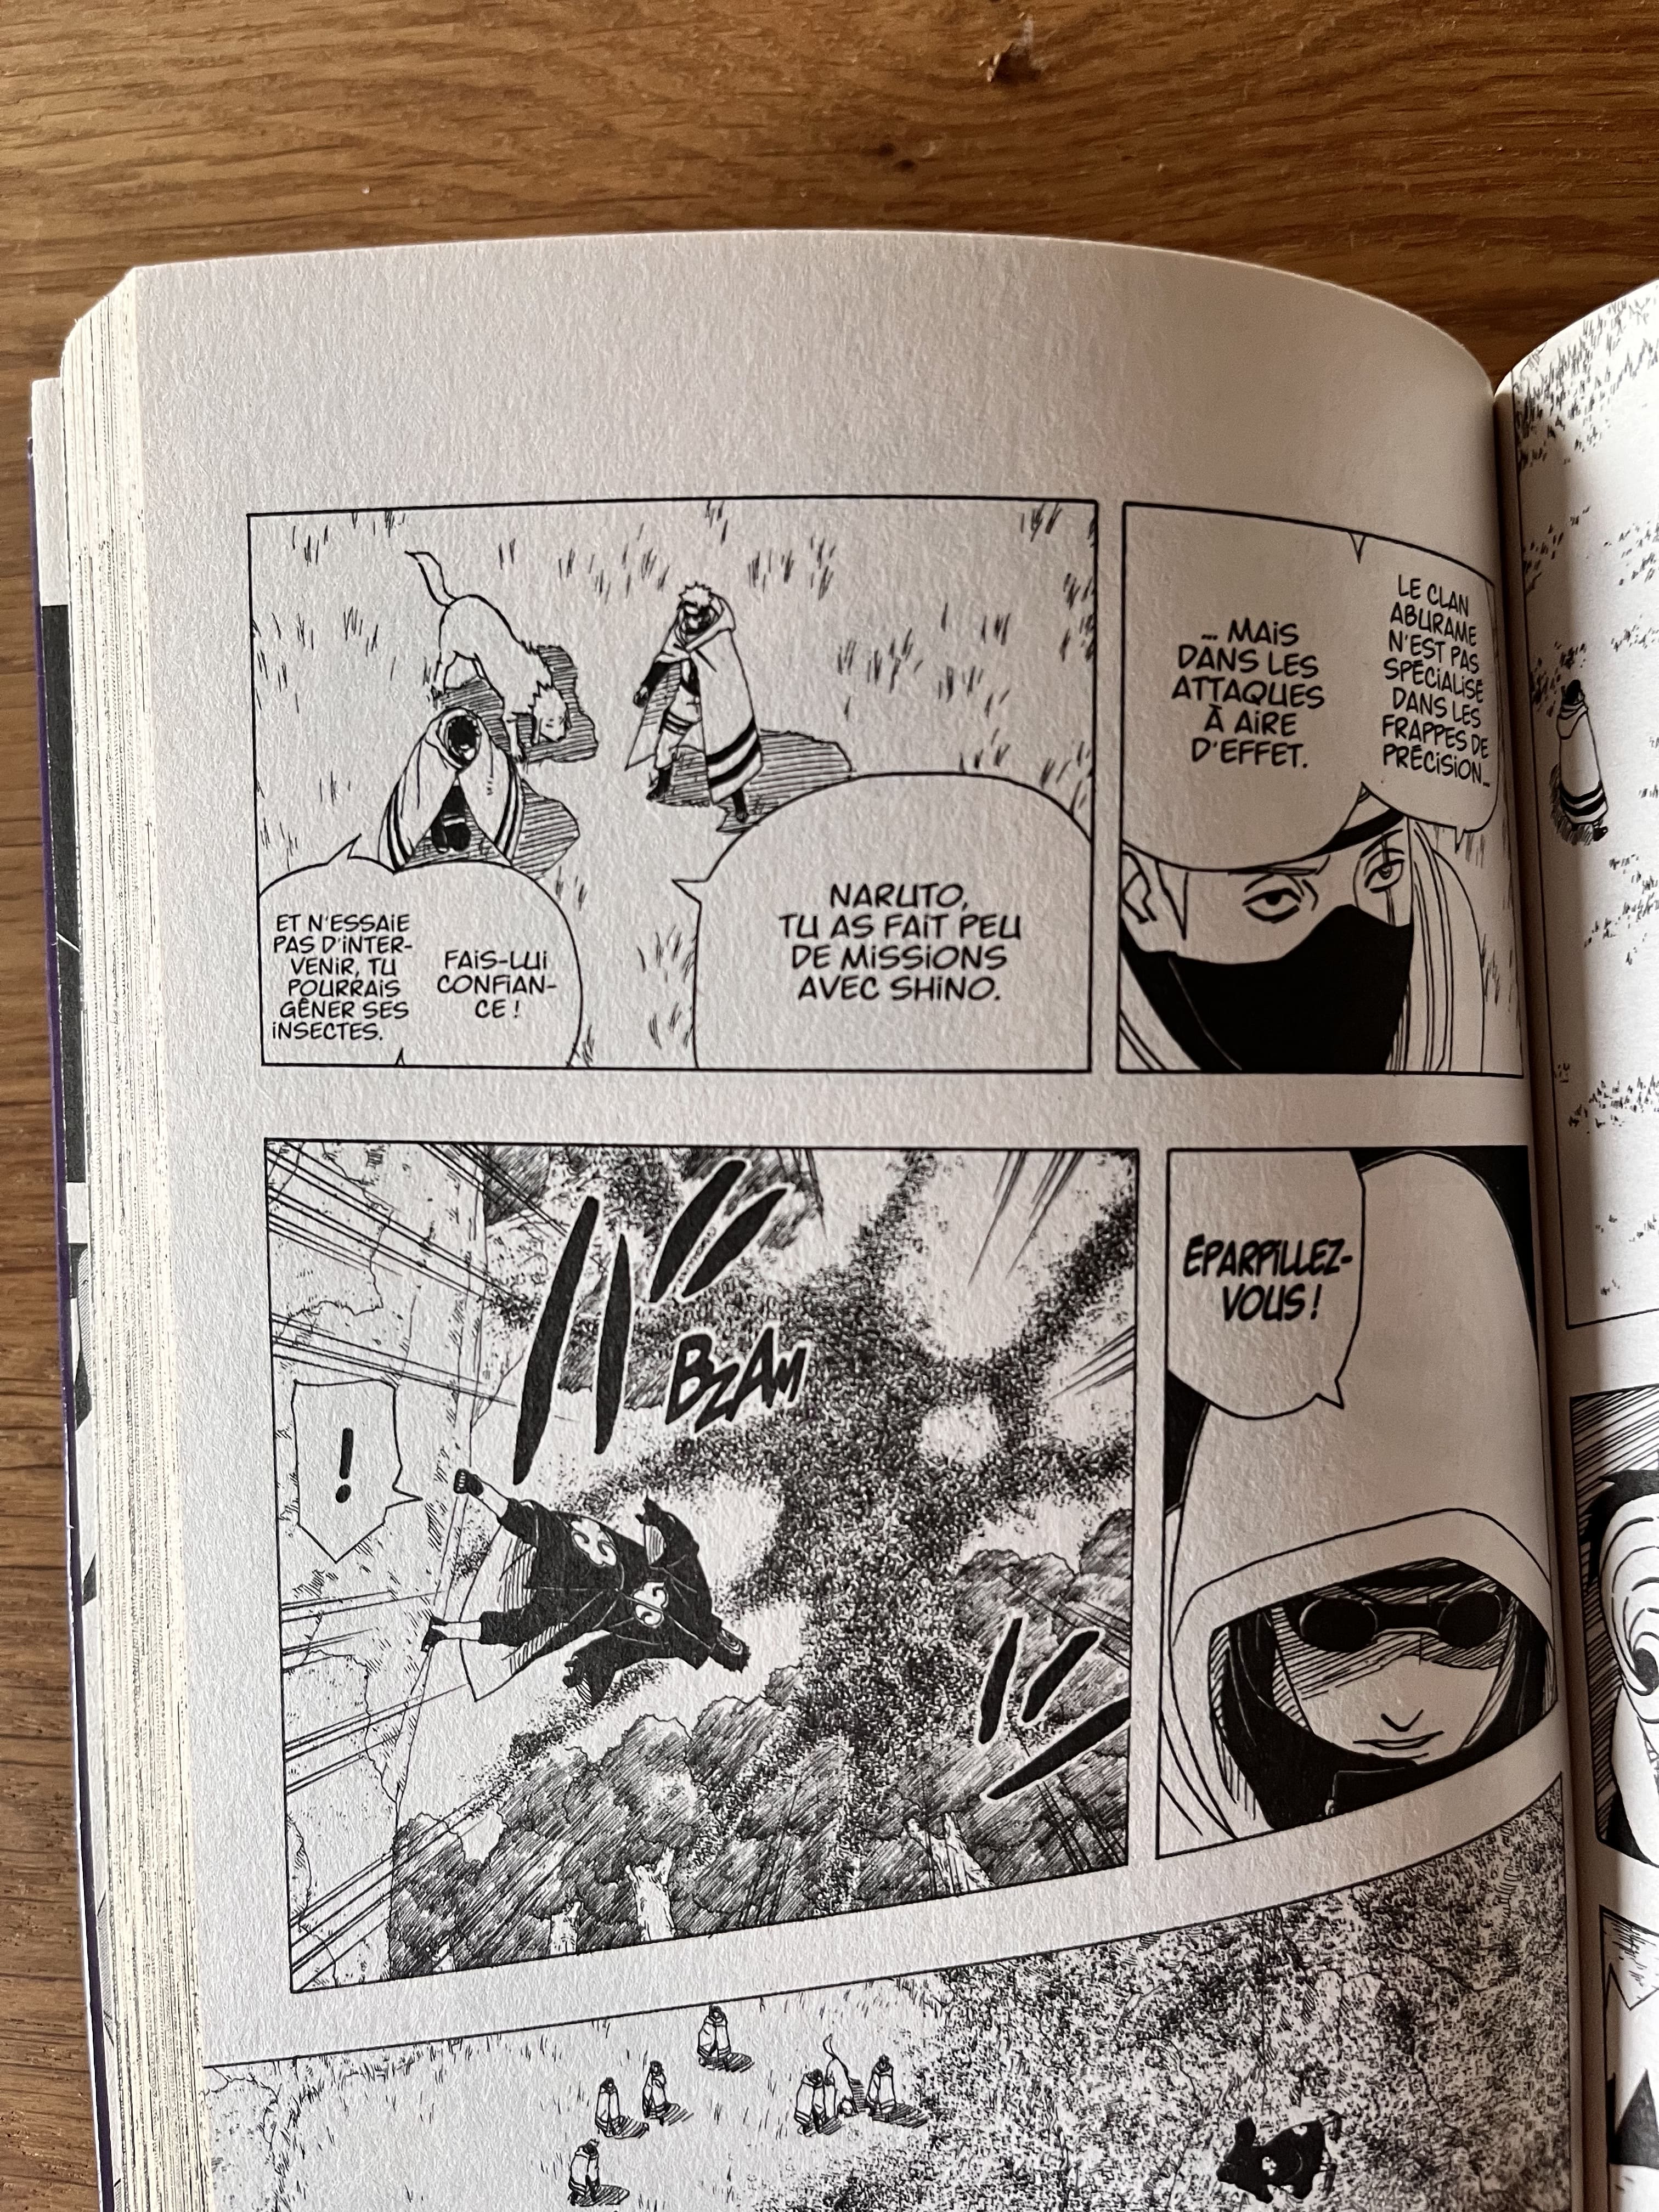 LE CLAN
ABURAME
N'EST PAS
SPÉCIALISÉ
DANS LES
FRAPPES DE
PRÉCISION...
... MAIS
DANS LES
ATTAQUES
À AIRE
D'EFFET.
NARUTO,
TU AS FAIT PEU
DE MISSIONS
AVEC SHINO.
FAIS-LUI
CONFIAN-
CE !
ET N'ESSAIE
PAS D'INTER-
VENIR, TU
POURRAIS
GÊNER SES
INSECTES.
ÉPARPILLEZ-
VOUS !
BZAM
!